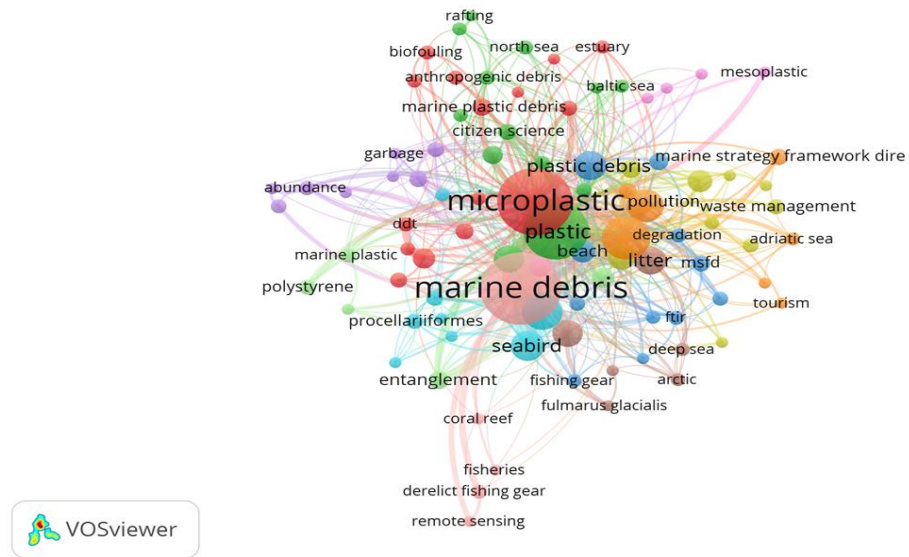 rafting
north sea
estuary
biofouling
mesoplastic
anthropogenic debris
baltic sea
marine plastic debris
citizen science
garbage
plastic debris
marine strategy framework dire
abundance
microplastic
pollution
waste management
ddt
plastic
degradation
adriatic sea
beach
marine plastic
litter
msfd
polystyrene
marine debris
tourism
procellariiformes
ftir
seabird
deep sea
entanglement
fishing gear
arctic
fulmarus glacialis
coral reef
fisheries
derelict fishing gear
remote sensing
VOSviewer